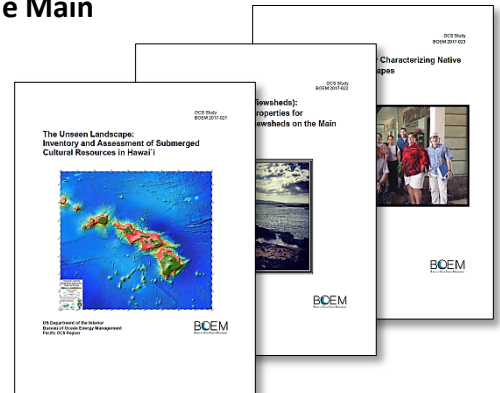 e Main
OCS Study
BOEM 2017-023
r Characterizing Native
apes
BOEM
OCS Study
BOEM 2017-022
iewsheds):
roperties for
ewsheds on the Main
BOEM
OCS Study
BOEM 2017-021
The Unseen Landscape:
Inventory and Assessment of Submerged
Cultural Resources in Hawai`i
US Department of the Interior
Bureau of Ocean Energy Management
Pacific OCS Region
BOEM